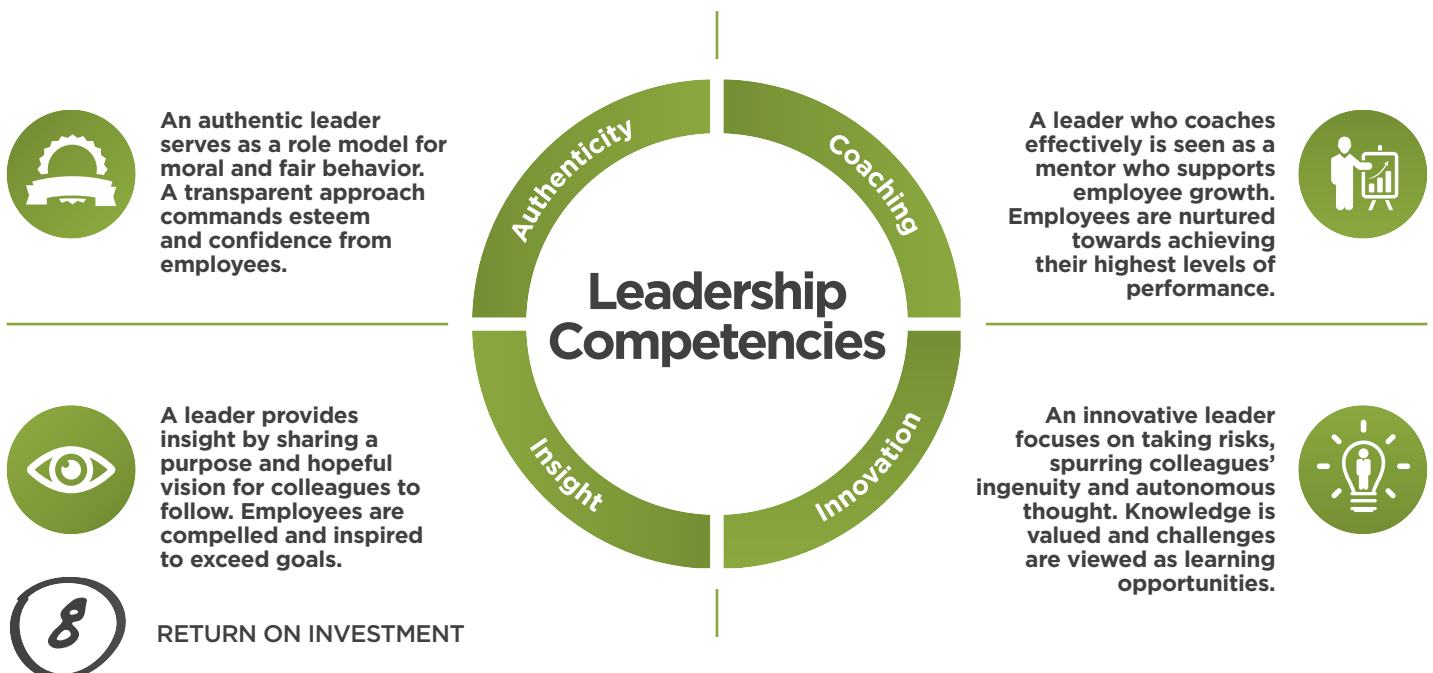 An authentic leader
serves as a role model for
moral and fair behavior.
A transparent approach
commands esteem
and confidence from
employees.
Authenticity
Coaching
A leader who coaches
effectively is seen as a
mentor who supports
employee growth.
Employees are nurtured
towards achieving
their highest levels of
performance.
Leadership
Competencies
A leader provides
insight by sharing a
purpose and hopeful
vision for colleagues to
follow. Employees are
compelled and inspired
to exceed goals.
Insight
Innovation
An innovative leader
focuses on taking risks,
spurring colleagues’
ingenuity and autonomous
thought. Knowledge is
valued and challenges
are viewed as learning
opportunities.
8
RETURN ON INVESTMENT